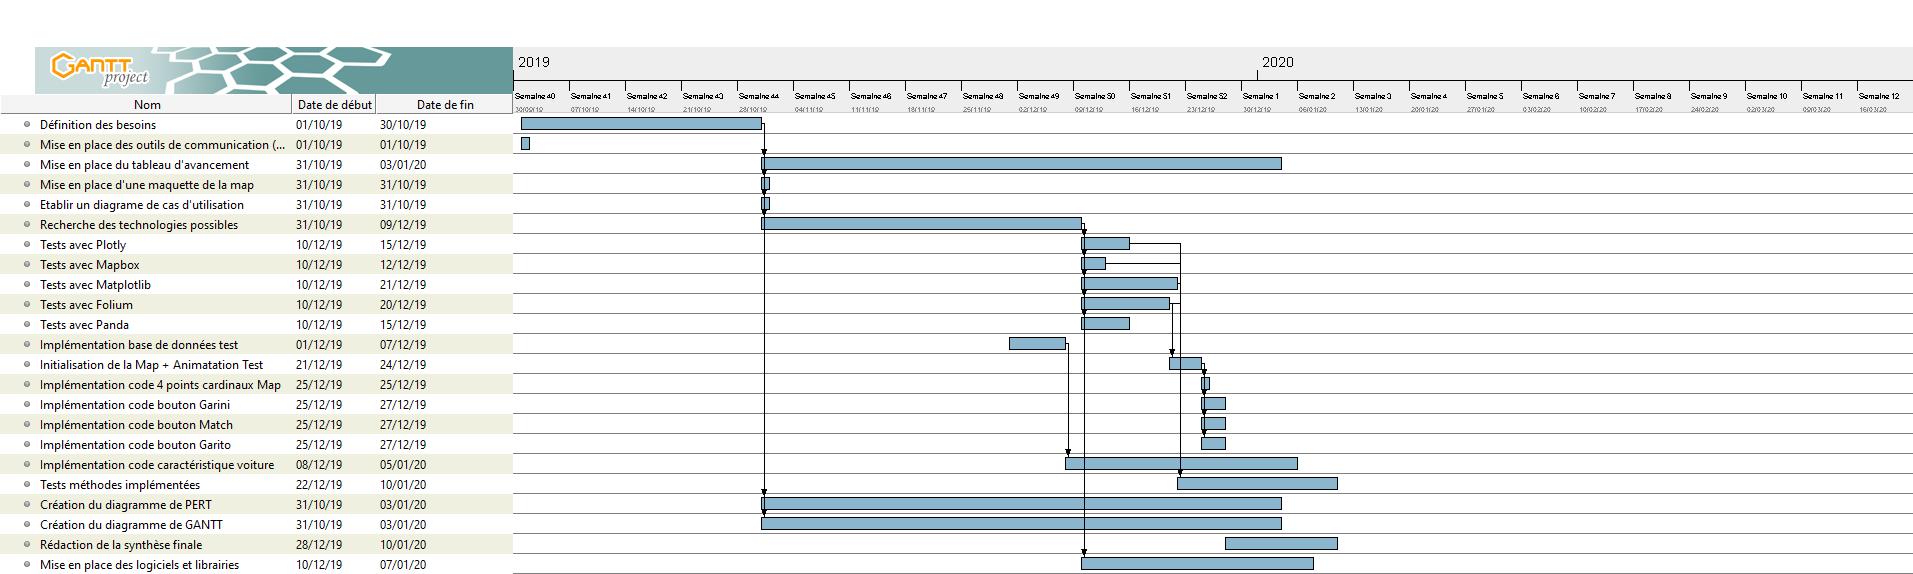 GANTT
project
2019 2020
Nom Date de début Date de fin
Semaine 40 Semaine 41 Semaine 42 Semaine 43 Semaine 44 Semaine 45 Semaine 46 Semaine 47 Semaine 48 Semaine 49 Semaine 50 Semaine 51 Semaine 52 Semaine 1 Semaine 2 Semaine 3 Semaine 4 Semaine 5 Semaine 6 Semaine 7 Semaine 8 Semaine 9 Semaine 10 Semaine 11 Semaine 12
30/09/19 07/10/19 14/10/19 21/10/19 28/10/19 04/11/19 11/11/19 18/11/19 25/11/19 02/12/19 09/12/19 16/12/19 23/12/19 30/12/19 06/01/20 13/01/20 20/01/20 27/01/20 03/02/20 10/02/20 17/02/20 24/02/20 02/03/20 09/03/20 16/03/20
Définition des besoins 01/10/19 30/10/19
Mise en place des outils de communication (... 01/10/19 01/10/19
Mise en place du tableau d'avancement 31/10/19 03/01/20
Mise en place d'une maquette de la map 31/10/19 31/10/19
Etablir un diagrame de cas d'utilisation 31/10/19 31/10/19
Recherche des technologies possibles 31/10/19 09/12/19
Tests avec Plotly 10/12/19 15/12/19
Tests avec Mapbox 10/12/19 12/12/19
Tests avec Matplotlib 10/12/19 21/12/19
Tests avec Folium 10/12/19 20/12/19
Tests avec Panda 10/12/19 15/12/19
Implémentation base de données test 01/12/19 07/12/19
Initialisation de la Map + Animatation Test 21/12/19 24/12/19
Implémentation code 4 points cardinaux Map 25/12/19 25/12/19
Implémentation code bouton Garini 25/12/19 27/12/19
Implémentation code bouton Match 25/12/19 27/12/19
Implémentation code bouton Garito 25/12/19 27/12/19
Implémentation code caractéristique voiture 08/12/19 05/01/20
Tests méthodes implémentées 22/12/19 10/01/20
Création du diagramme de PERT 31/10/19 03/01/20
Création du diagramme de GANTT 31/10/19 03/01/20
Rédaction de la synthèse finale 28/12/19 10/01/20
Mise en place des logiciels et librairies 10/12/19 07/01/20